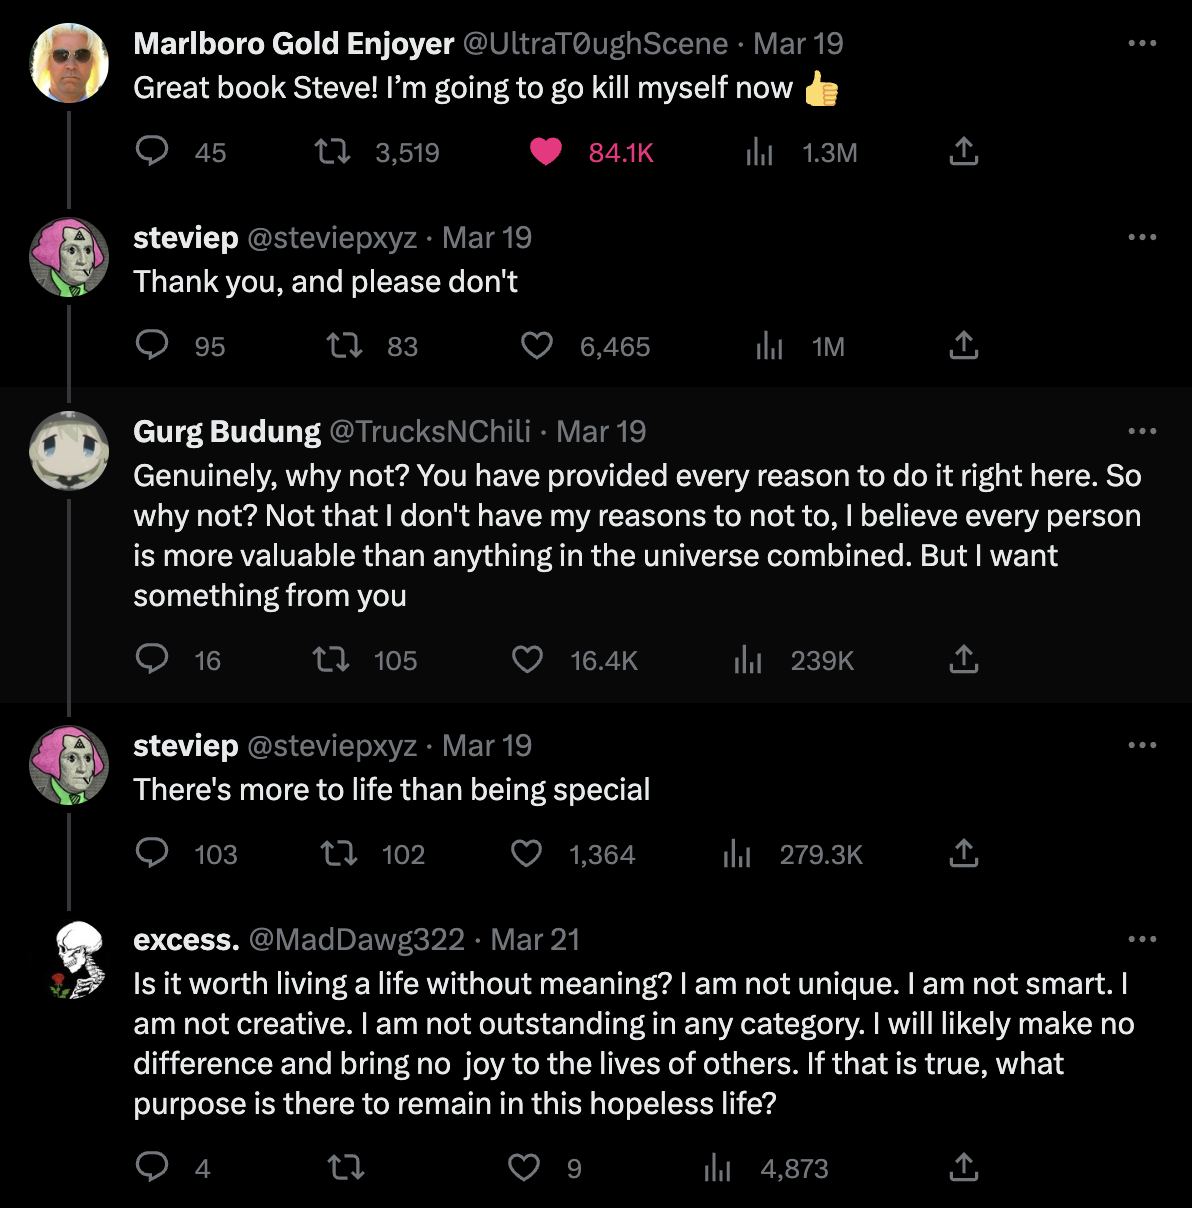 Marlboro Gold Enjoyer @UltraT0ughScene · Mar 19
Great book Steve! I’m going to go kill myself now 👍
45 3,519 84.1K 1.3M
steviep @steviepxyz · Mar 19
Thank you, and please don't
95 83 6,465 1M
Gurg Budung @TrucksNChili · Mar 19
Genuinely, why not? You have provided every reason to do it right here. So
why not? Not that I don't have my reasons to not to, I believe every person
is more valuable than anything in the universe combined. But I want
something from you
16 105 16.4K 239K
steviep @steviepxyz · Mar 19
There's more to life than being special
103 102 1,364 279.3K
excess. @MadDawg322 · Mar 21
Is it worth living a life without meaning? I am not unique. I am not smart. I
am not creative. I am not outstanding in any category. I will likely make no
difference and bring no  joy to the lives of others. If that is true, what
purpose is there to remain in this hopeless life?
4 9 4,873